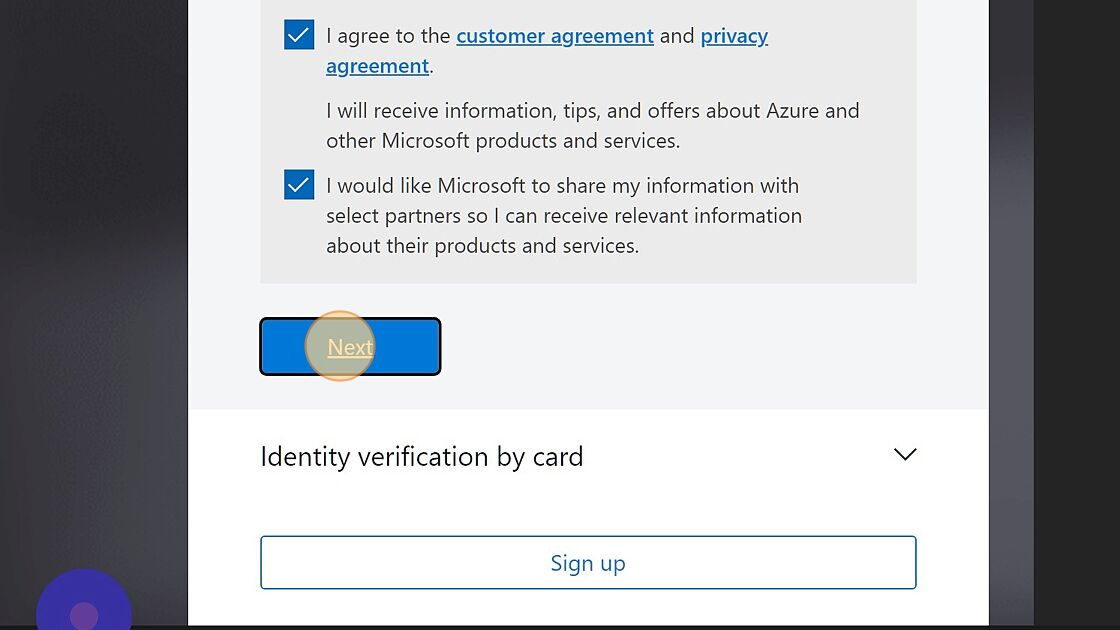 I agree to the customer agreement and privacy
agreement.
I will receive information, tips, and offers about Azure and
other Microsoft products and services.
I would like Microsoft to share my information with
select partners so I can receive relevant information
about their products and services.
Next
Identity verification by card
Sign up